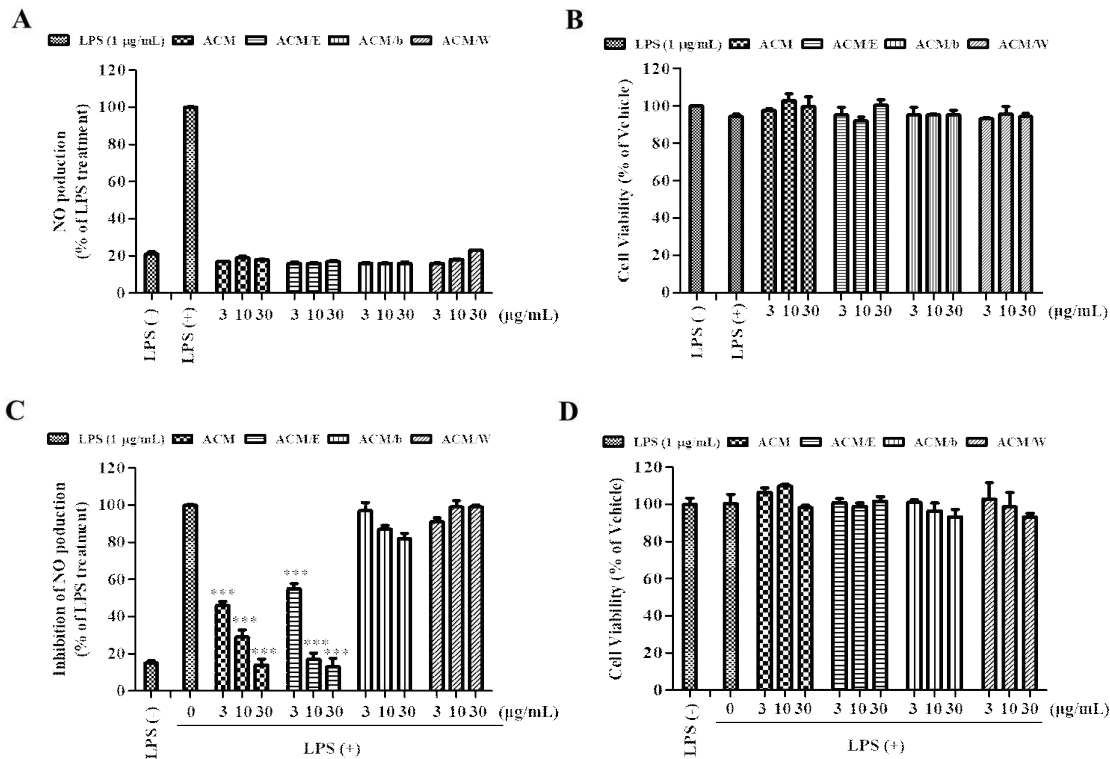 A
LPS (1 µg/mL) ACM ACM/E ACM/b ACM/W
NO poduction
(% of LPS treatment)
120
100
80
60
40
20
0
LPS (-) LPS (+) 3 10 30 3 10 30 3 10 30 3 10 30 (µg/mL)
B
LPS (1 µg/mL) ACM ACM/E ACM/b ACM/W
Cell Viability (% of Vehicle)
120
100
80
60
40
20
0
LPS (-) LPS (+) 3 10 30 3 10 30 3 10 30 3 10 30 (µg/mL)
C
LPS (1 µg/mL) ACM ACM/E ACM/b ACM/W
Inhibition of NO poduction
(% of LPS treatment)
120
100
80
60
40
20
0
*** *** *** *** *** ***
LPS (-) 0 3 10 30 3 10 30 3 10 30 3 10 30 (µg/mL)
LPS (+)
D
LPS (1 µg/mL) ACM ACM/E ACM/b ACM/W
Cell Viability (% of Vehicle)
120
100
80
60
40
20
0
LPS (-) 0 3 10 30 3 10 30 3 10 30 3 10 30 (µg/mL)
LPS (+)